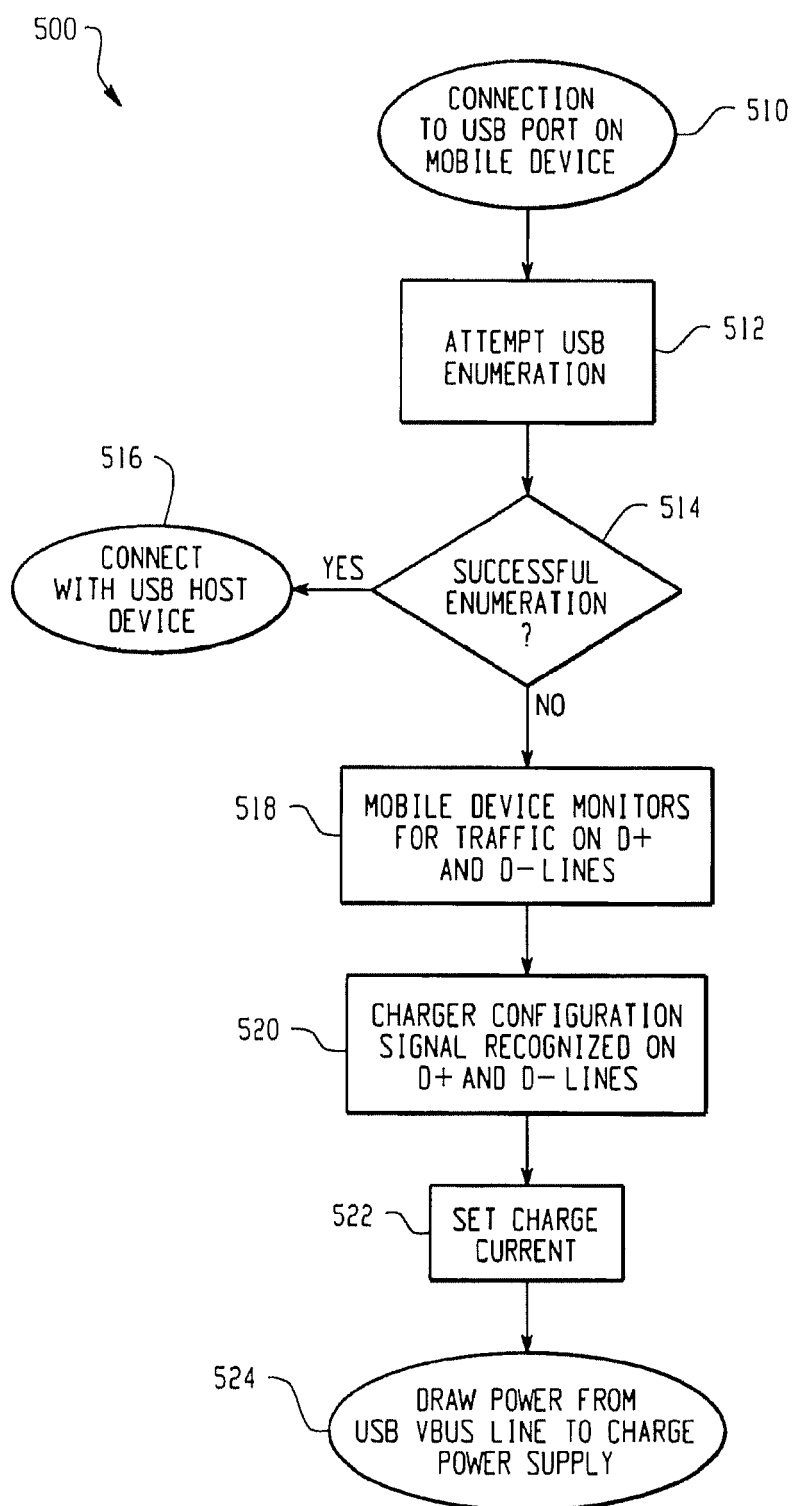 500
CONNECTION
TO USB PORT ON
MOBILE DEVICE
510
ATTEMPT USB
ENUMERATION
512
516
514
CONNECT
WITH USB HOST
DEVICE
YES
SUCCESSFUL
ENUMERATION
?
NO
518
MOBILE DEVICE MONITORS
FOR TRAFFIC ON D+
AND D- LINES
520
CHARGER CONFIGURATION
SIGNAL RECOGNIZED ON
D+ AND D- LINES
522
SET CHARGE
CURRENT
524
DRAW POWER FROM
USB VBUS LINE TO CHARGE
POWER SUPPLY